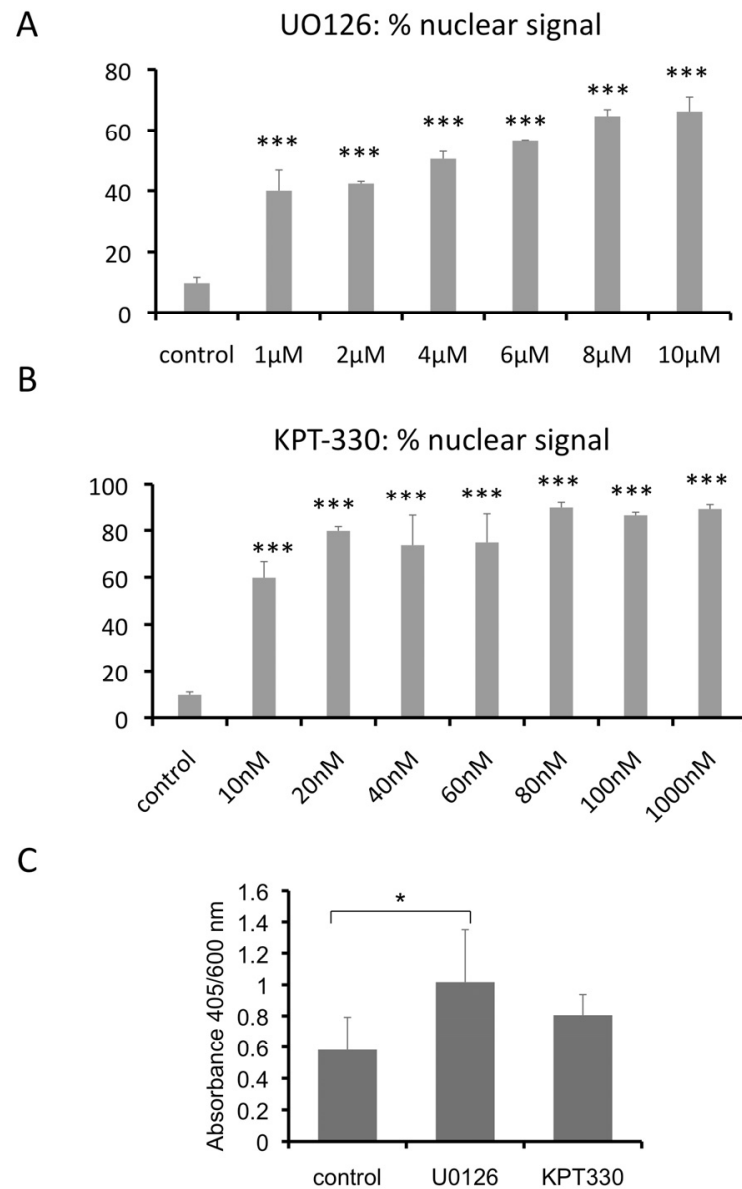 A
UO126: % nuclear signal
80
60
40
20
0
*** *** *** *** *** ***
control 1µM 2µM 4µM 6µM 8µM 10µM
B
KPT-330: % nuclear signal
100
80
60
40
20
0
*** *** *** *** *** *** ***
control 10nM 20nM 40nM 60nM 80nM 100nM 1000nM
C
Absorbance 405/600 nm
1.6
1.4
1.2
1
0.8
0.6
0.4
0.2
0
*
control U0126 KPT330